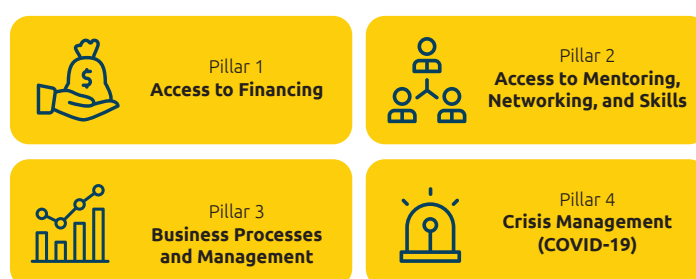 Pillar 1
Access to Financing
Pillar 2
Access to Mentoring,
Networking, and Skills
Pillar 3
Business Processes
and Management
Pillar 4
Crisis Management
(COVID-19)
$